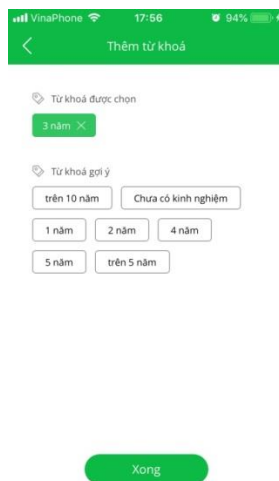 VinaPhone 17:56 94%
Thêm từ khoá
Từ khoá được chọn
3 năm
Từ khoá gợi ý
trên 10 năm Chưa có kinh nghiệm
1 năm 2 năm 4 năm
5 năm trên 5 năm
Xong